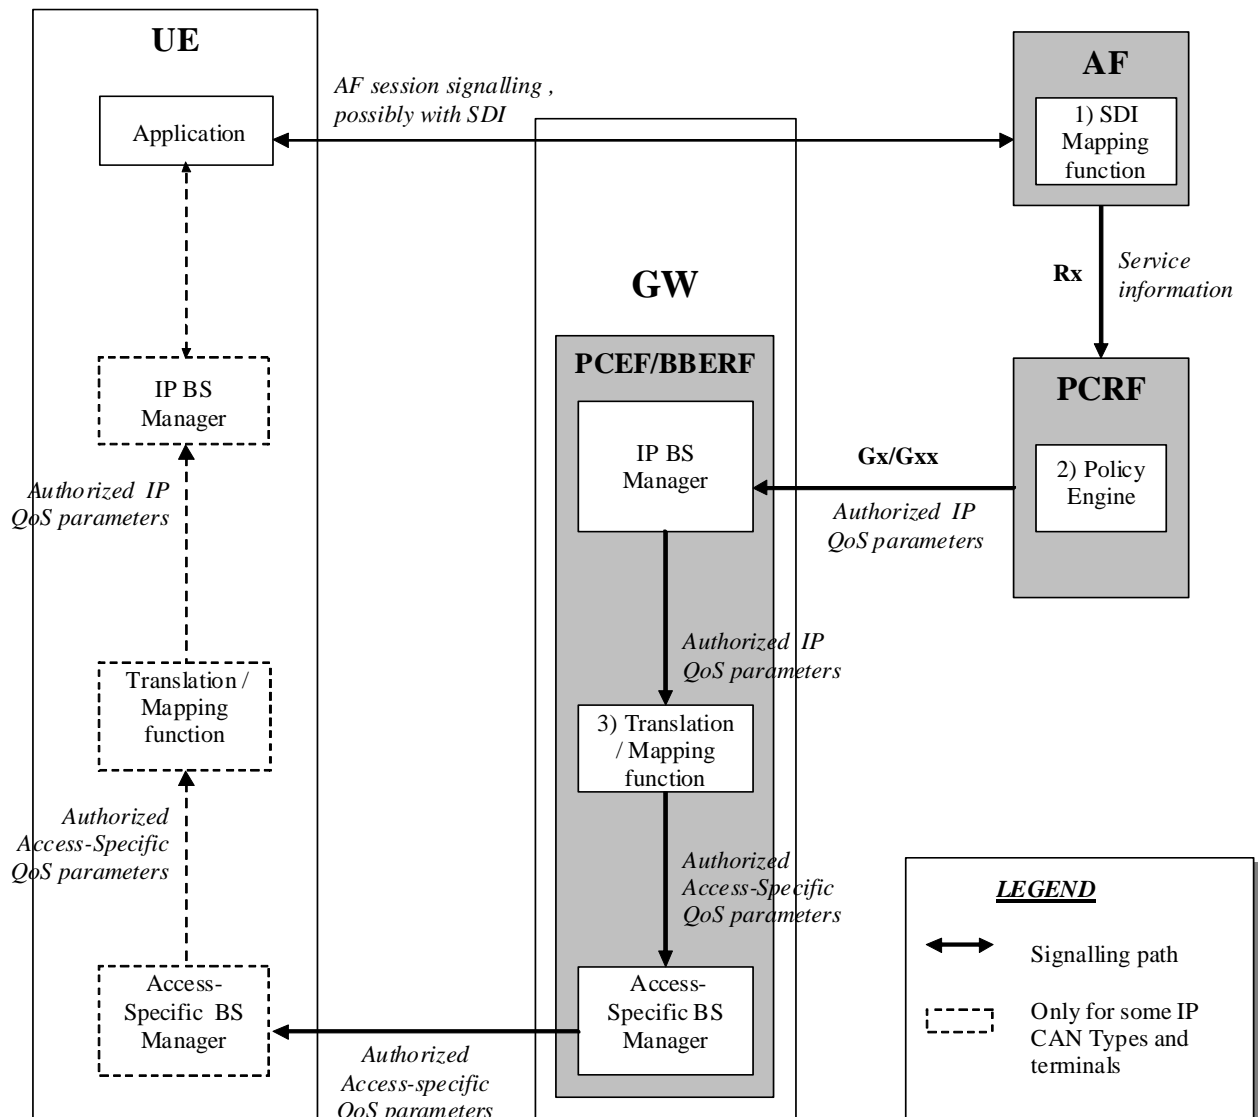 UE
AF session signalling ,
possibly with SDI
Application
AF
1) SDI
Mapping
function
Rx
Service
information
GW
PCEF/BBERF
IP BS
Manager
IP BS
Manager
Gx/Gxx
Authorized IP
QoS parameters
PCRF
2) Policy
Engine
Authorized IP
QoS parameters
Authorized IP
QoS parameters
Translation /
Mapping
function
3) Translation
/ Mapping
function
Authorized
Access-Specific
QoS parameters
Authorized
Access-Specific
QoS parameters
Access-
Specific BS
Manager
Access-
Specific BS
Manager
Authorized
Access-specific
QoS parameters
LEGEND
Signalling path
Only for some IP
CAN Types and
terminals